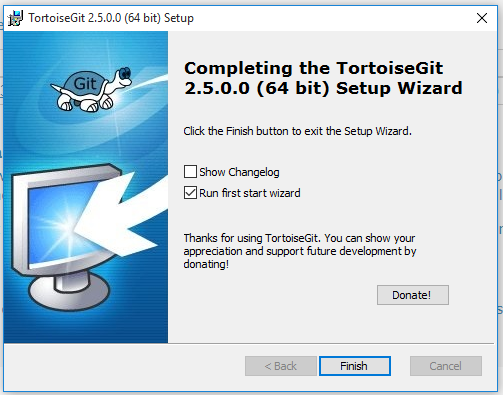 TortoiseGit 2.5.0.0 (64 bit) Setup
Git
Completing the TortoiseGit
2.5.0.0 (64 bit) Setup Wizard
Click the Finish button to exit the Setup Wizard.
Show Changelog
Run first start wizard
Thanks for using TortoiseGit. You can show your
appreciation and support future development by
donating!
Donate!
< Back
Finish
Cancel